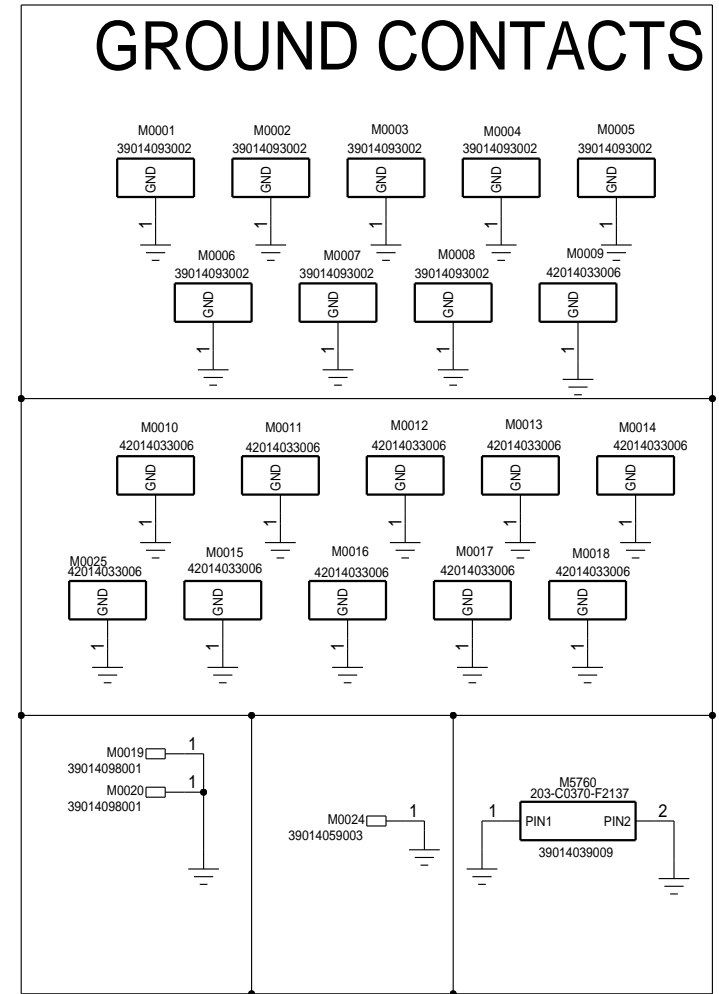 GROUND CONTACTS
M0001 M0002 M0003 M0004 M0005
39014093002 39014093002 39014093002 39014093002 39014093002
GND GND GND GND GND
1 1 1 1 1
M0006 M0007 M0008 M0009
39014093002 39014093002 39014093002 42014033006
GND GND GND GND
1 1 1 1
M0010 M0011 M0012 M0013 M0014
42014033006 42014033006 42014033006 42014033006 42014033006
GND GND GND GND GND
1 1 1 1 1
M0025 M0015 M0016 M0017 M0018
42014033006 42014033006 42014033006 42014033006 42014033006
GND GND GND GND GND
1 1 1 1 1
M0019 1
39014098001
M0020 1
39014098001
M0024 1
39014059003
M5760
203-C0370-F2137
1 PIN1 PIN2 2
39014039009